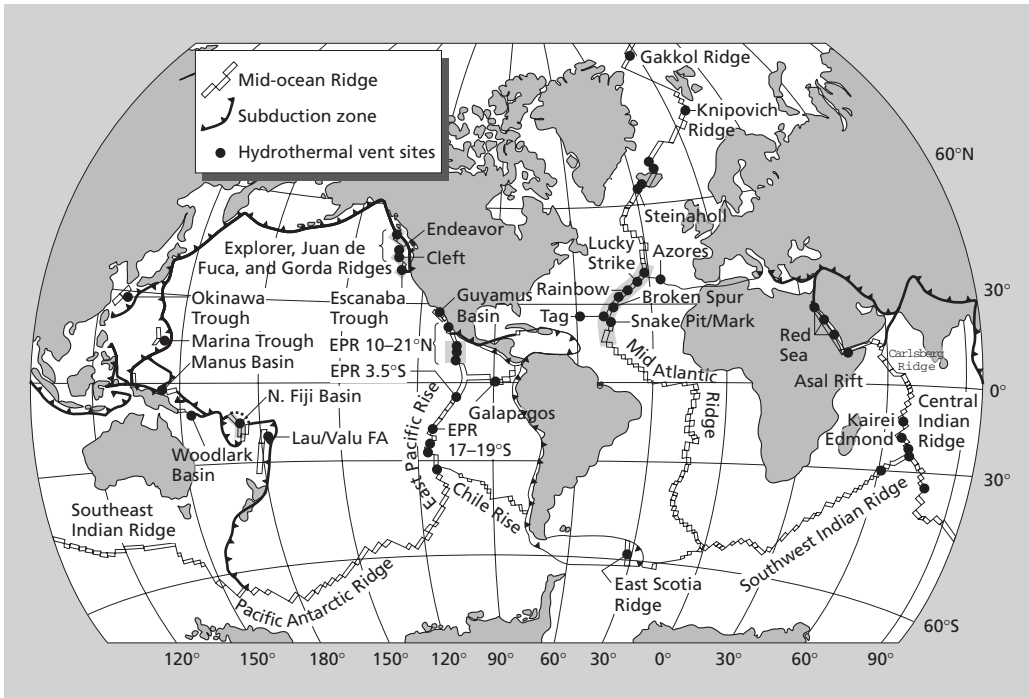 Mid-ocean Ridge
Subduction zone
Hydrothermal vent sites
Gakkol Ridge
Knipovich
Ridge
60°N
Steinaholl
Endeavor
Explorer, Juan de
Fuca, and Gorda Ridges
Cleft
Lucky
Strike
Azores
30°
Okinawa
Trough
Escanaba
Trough
Guyamus
Basin
Rainbow
Broken Spur
Tag
Snake Pit/Mark
Red
Sea
Marina Trough
Manus Basin
EPR 10–21°N
EPR 3.5°S
Mid
Atlantic
Ridge
Carlsberg
Ridge
Asal Rift
0°
N. Fiji Basin
Galapagos
Central
Indian
Ridge
Kairei
Edmond
Lau/Valu FA
East Pacific Rise
EPR
17–19°S
Woodlark
Basin
Chile Rise
30°
Southeast
Indian Ridge
Southwest Indian Ridge
Pacific Antarctic Ridge
East Scotia
Ridge
60°S
120° 150° 180° 150° 120° 90° 60° 30° 0° 30° 60° 90°